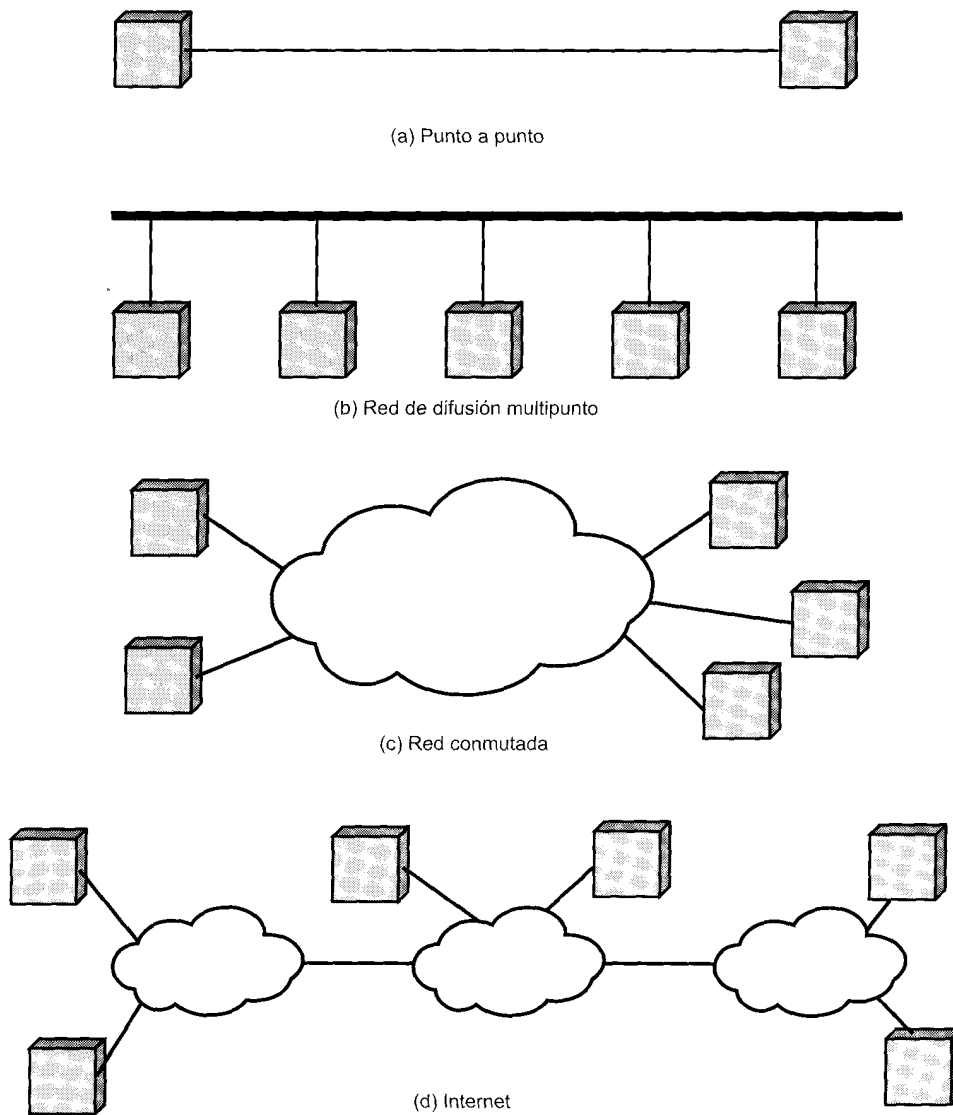 (a) Punto a punto
(b) Red de difusión multipunto
(c) Red conmutada
(d) Internet